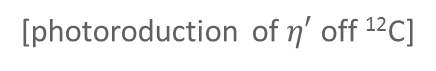 [photoroduction of η′ off ¹²C]